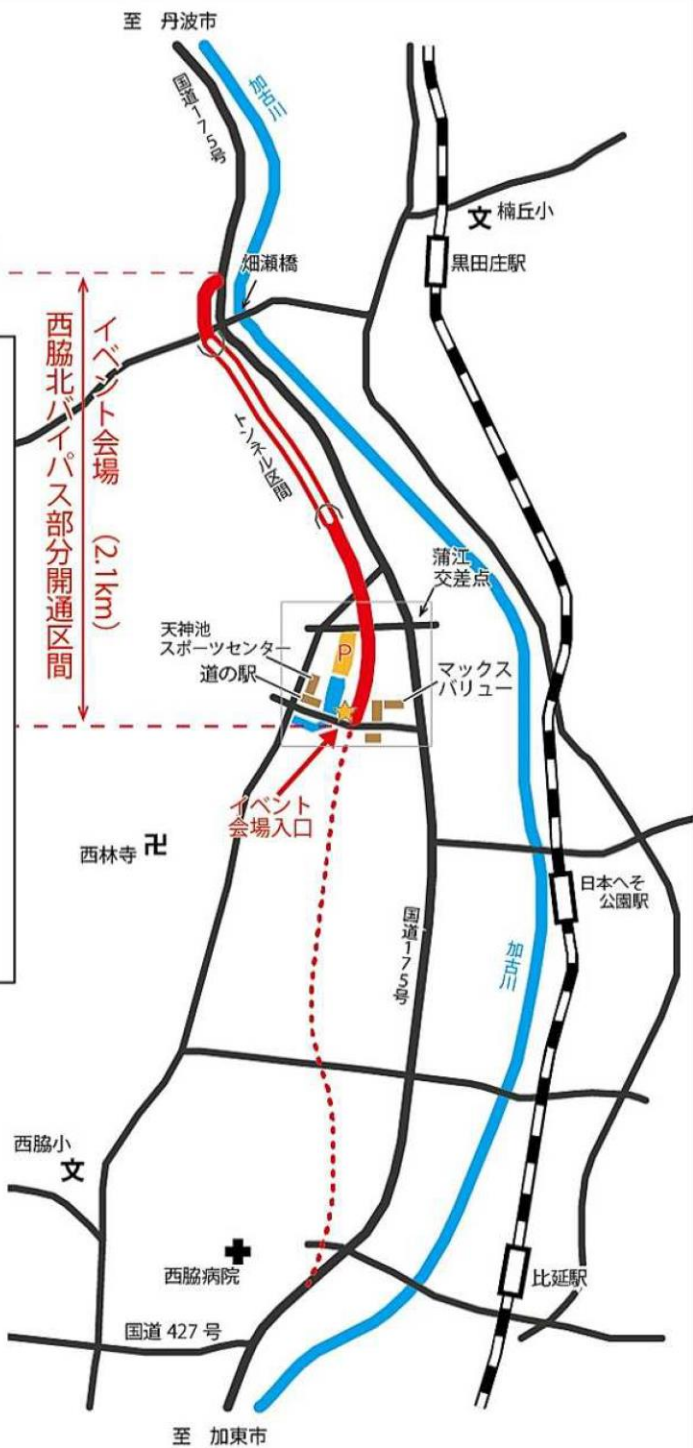 至 丹波市
国道175号
加古川
文 楠丘小
畑瀬橋
黒田庄駅
イベント会場 (2.1km)
西脇北バイパス部分開通区間
トンネル区間
蒲江
交差点
天神池
スポーツセンター
P
道の駅
マックス
バリュー
イベント
会場入口
西林寺 卍
日本へそ
公園駅
国道175号
加古川
西脇小
文
西脇病院
比延駅
国道427号
至 加東市